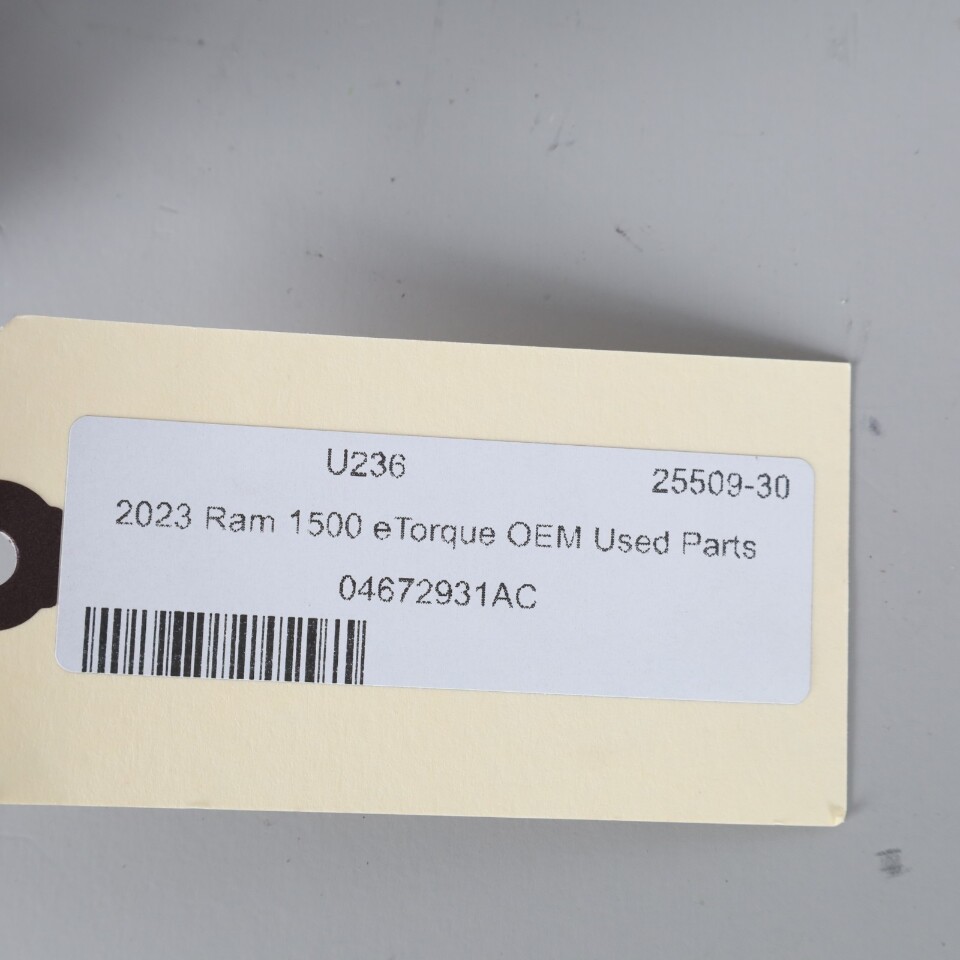 U236 25509-30
2023 Ram 1500 eTorque OEM Used Parts
04672931AC